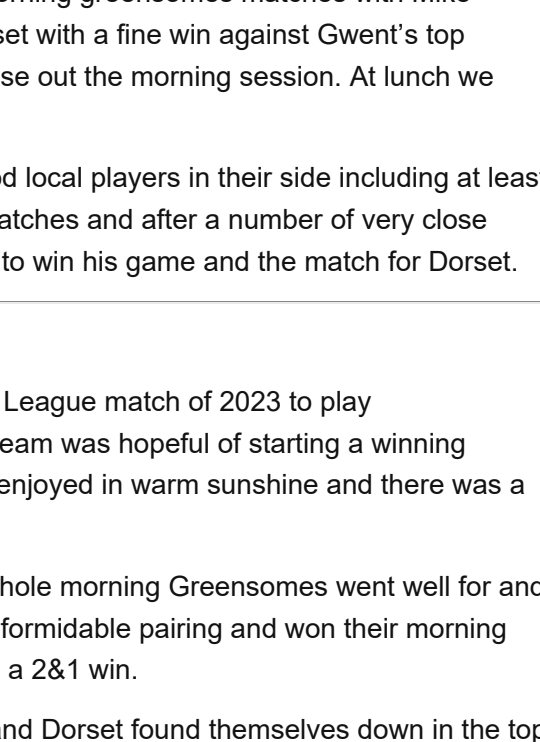 greensomes matches with Mike
set with a fine win against Gwent’s top
se out the morning session. At lunch we
d local players in their side including at least
atches and after a number of very close
to win his game and the match for Dorset.
League match of 2023 to play
eam was hopeful of starting a winning
enjoyed in warm sunshine and there was a
hole morning Greensomes went well for and
formidable pairing and won their morning
a 2&1 win.
nd Dorset found themselves down in the top